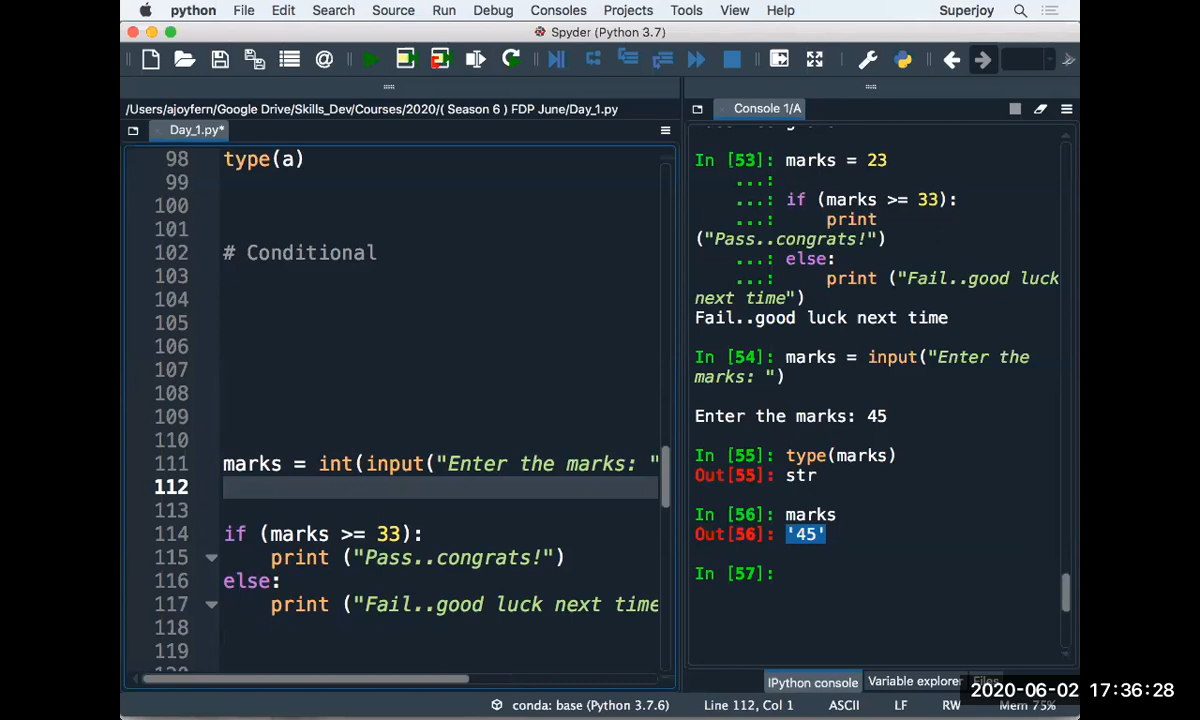 python File Edit Search Source Run Debug Consoles Projects Tools View Help Superjoy
Spyder (Python 3.7)
/Users/ajoyfern/Google Drive/Skills_Dev/Courses/2020/( Season 6 ) FDP June/Day_1.py
Day_1.py*
98 type(a)
99
100
101
102 # Conditional
103
104
105
106
107
108
109
110
111 marks = int(input("Enter the marks: "
112
113
114 if (marks >= 33):
115 print ("Pass..congrats!")
116 else:
117 print ("Fail..good luck next time
118
119
Console 1/A
In [53]: marks = 23
...:
...: if (marks >= 33):
...: print
("Pass..congrats!")
...: else:
...: print ("Fail..good luck
next time")
Fail..good luck next time
In [54]: marks = input("Enter the
marks: ")
Enter the marks: 45
In [55]: type(marks)
Out[55]: str
In [56]: marks
Out[56]: '45'
In [57]:
IPython console Variable explorer Files
2020-06-02 17:36:28
conda: base (Python 3.7.6) Line 112, Col 1 ASCII LF RW Mem 75%